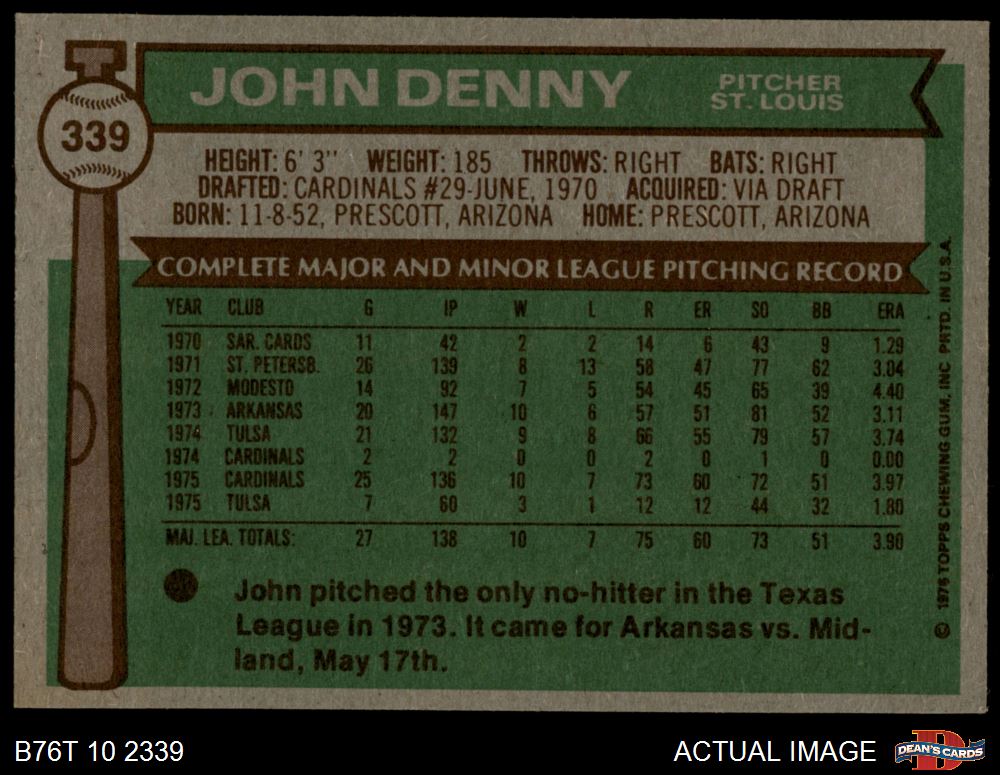 JOHN DENNY
PITCHER
ST. LOUIS
339
HEIGHT: 6' 3" WEIGHT: 185 THROWS: RIGHT BATS: RIGHT
DRAFTED: CARDINALS #29-JUNE, 1970 ACQUIRED: VIA DRAFT
BORN: 11-8-52, PRESCOTT, ARIZONA HOME: PRESCOTT, ARIZONA
COMPLETE MAJOR AND MINOR LEAGUE PITCHING RECORD
YEAR CLUB G IP W L R ER SO BB ERA
1970 SAR. CARDS 11 42 2 2 14 6 43 9 1.29
1971 ST. PETERSB. 26 139 8 13 58 47 77 62 3.04
1972 MODESTO 14 92 7 5 54 45 65 39 4.40
1973 ARKANSAS 20 147 10 6 57 51 81 52 3.11
1974 TULSA 21 132 9 8 66 55 79 57 3.74
1974 CARDINALS 2 2 0 0 2 0 1 0 0.00
1975 CARDINALS 25 136 10 7 73 60 72 51 3.97
1975 TULSA 7 60 3 1 12 12 44 32 1.80
MAJ. LEA. TOTALS: 27 138 10 7 75 60 73 51 3.90
John pitched the only no-hitter in the Texas
League in 1973. It came for Arkansas vs. Mid-
land, May 17th.
© 1976 TOPPS CHEWING GUM, INC PRTD. IN U.S.A.
B76T 10 2339
ACTUAL IMAGE
D
DEAN'S CARDS